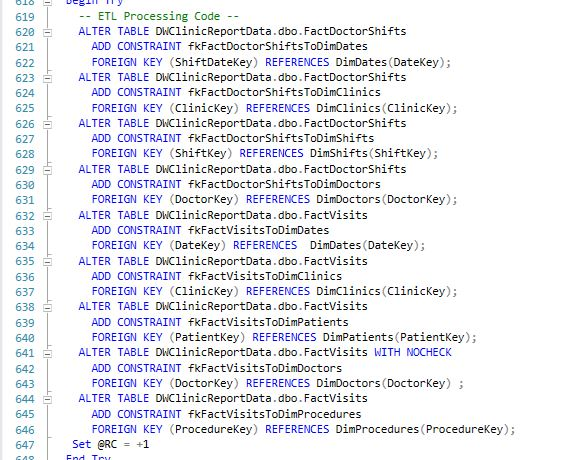 618 Begin Try
619 -- ETL Processing Code --
620 ALTER TABLE DWClinicReportData.dbo.FactDoctorShifts
621 ADD CONSTRAINT fkFactDoctorShiftsToDimDates
622 FOREIGN KEY (ShiftDateKey) REFERENCES DimDates(DateKey);
623 ALTER TABLE DWClinicReportData.dbo.FactDoctorShifts
624 ADD CONSTRAINT fkFactDoctorShiftsToDimClinics
625 FOREIGN KEY (ClinicKey) REFERENCES DimClinics(ClinicKey);
626 ALTER TABLE DWClinicReportData.dbo.FactDoctorShifts
627 ADD CONSTRAINT fkFactDoctorShiftsToDimShifts
628 FOREIGN KEY (ShiftKey) REFERENCES DimShifts(ShiftKey);
629 ALTER TABLE DWClinicReportData.dbo.FactDoctorShifts
630 ADD CONSTRAINT fkFactDoctorShiftsToDimDoctors
631 FOREIGN KEY (DoctorKey) REFERENCES DimDoctors(DoctorKey);
632 ALTER TABLE DWClinicReportData.dbo.FactVisits
633 ADD CONSTRAINT fkFactVisitsToDimDates
634 FOREIGN KEY (DateKey) REFERENCES  DimDates(DateKey);
635 ALTER TABLE DWClinicReportData.dbo.FactVisits
636 ADD CONSTRAINT fkFactVisitsToDimClinics
637 FOREIGN KEY (ClinicKey) REFERENCES DimClinics(ClinicKey);
638 ALTER TABLE DWClinicReportData.dbo.FactVisits
639 ADD CONSTRAINT fkFactVisitsToDimPatients
640 FOREIGN KEY (PatientKey) REFERENCES DimPatients(PatientKey);
641 ALTER TABLE DWClinicReportData.dbo.FactVisits WITH NOCHECK
642 ADD CONSTRAINT fkFactVisitsToDimDoctors
643 FOREIGN KEY (DoctorKey) REFERENCES DimDoctors(DoctorKey) ;
644 ALTER TABLE DWClinicReportData.dbo.FactVisits
645 ADD CONSTRAINT fkFactVisitsToDimProcedures
646 FOREIGN KEY (ProcedureKey) REFERENCES DimProcedures(ProcedureKey);
647 Set @RC = +1
648 End Try